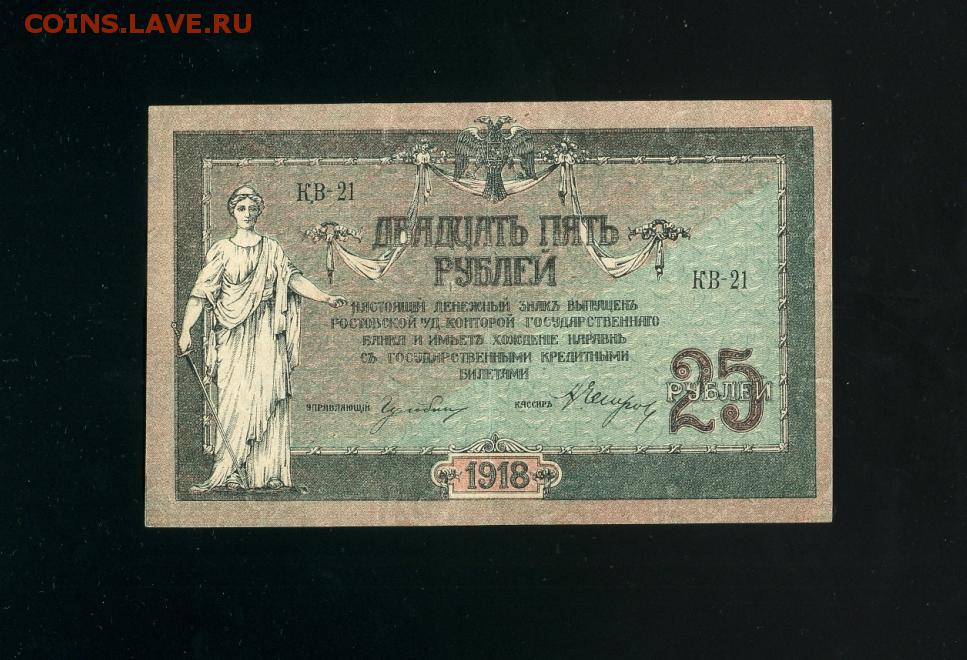 COINS.LAVE.RU
КВ-21
ДВАДЦАТЬ ПЯТЬ
РУБЛЕЙ
КВ-21
НАСТОЯЩІЙ ДЕНЕЖНЫЙ ЗНАКЪ ВЫПУЩЕНЪ
РОСТОВСКОЙ Н/Д КОНТОРОЙ ГОСУДАРСТВЕННАГО
БАНКА И ИМѢЕТЪ ХОЖДЕНІЕ НАРАВНѢ
СЪ ГОСУДАРСТВЕННЫМИ КРЕДИТНЫМИ
БИЛЕТАМИ
25
РУБЛЕЙ
УПРАВЛЯЮЩІЙ
КАССИРЪ
1918